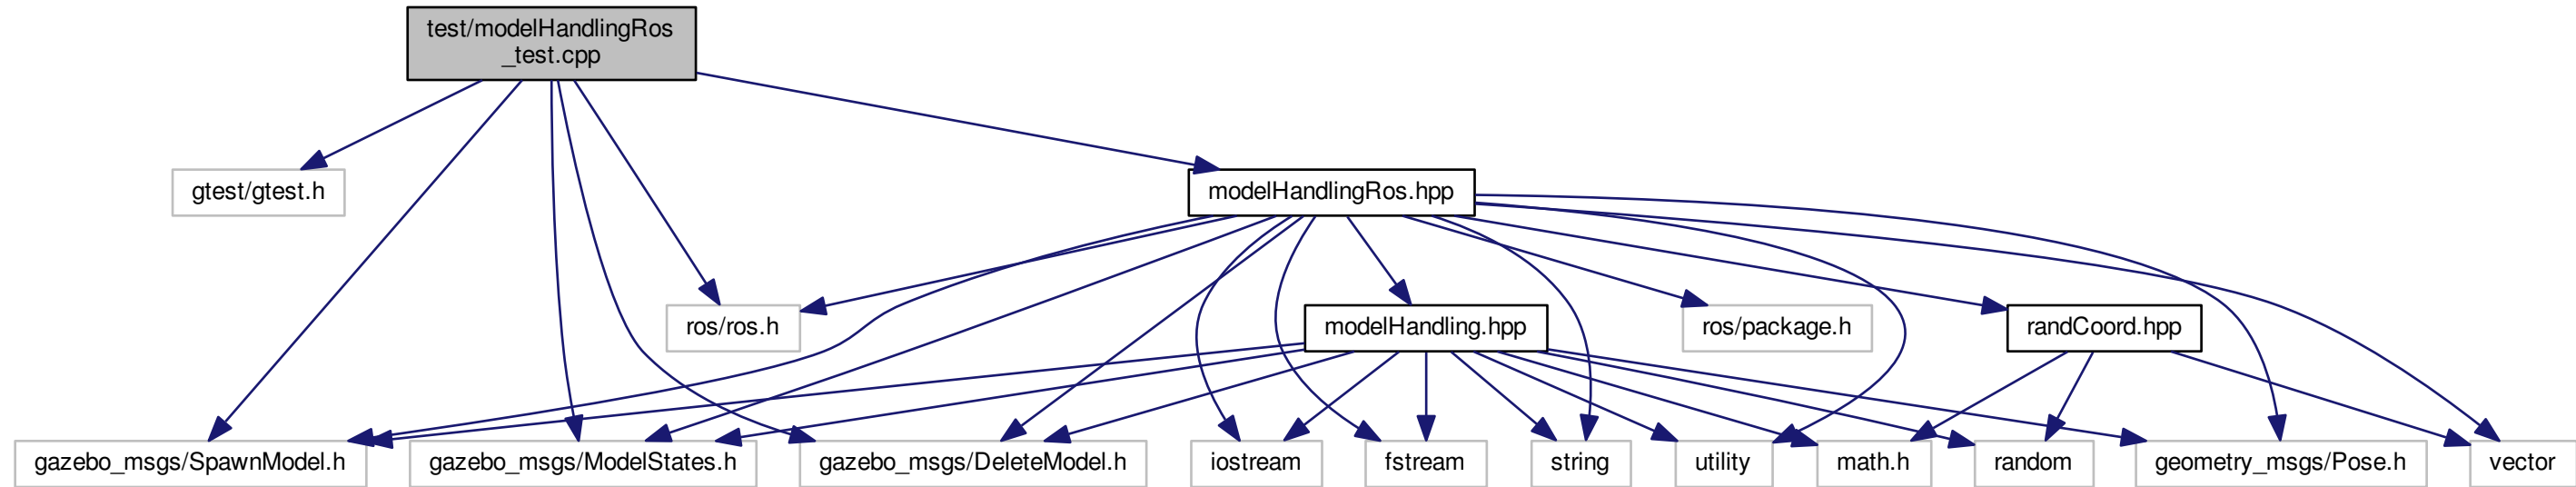 test/modelHandlingRos
_test.cpp
gtest/gtest.h
modelHandlingRos.hpp
ros/ros.h
modelHandling.hpp
ros/package.h
randCoord.hpp
gazebo_msgs/SpawnModel.h
gazebo_msgs/ModelStates.h
gazebo_msgs/DeleteModel.h
iostream
fstream
string
utility
math.h
random
geometry_msgs/Pose.h
vector